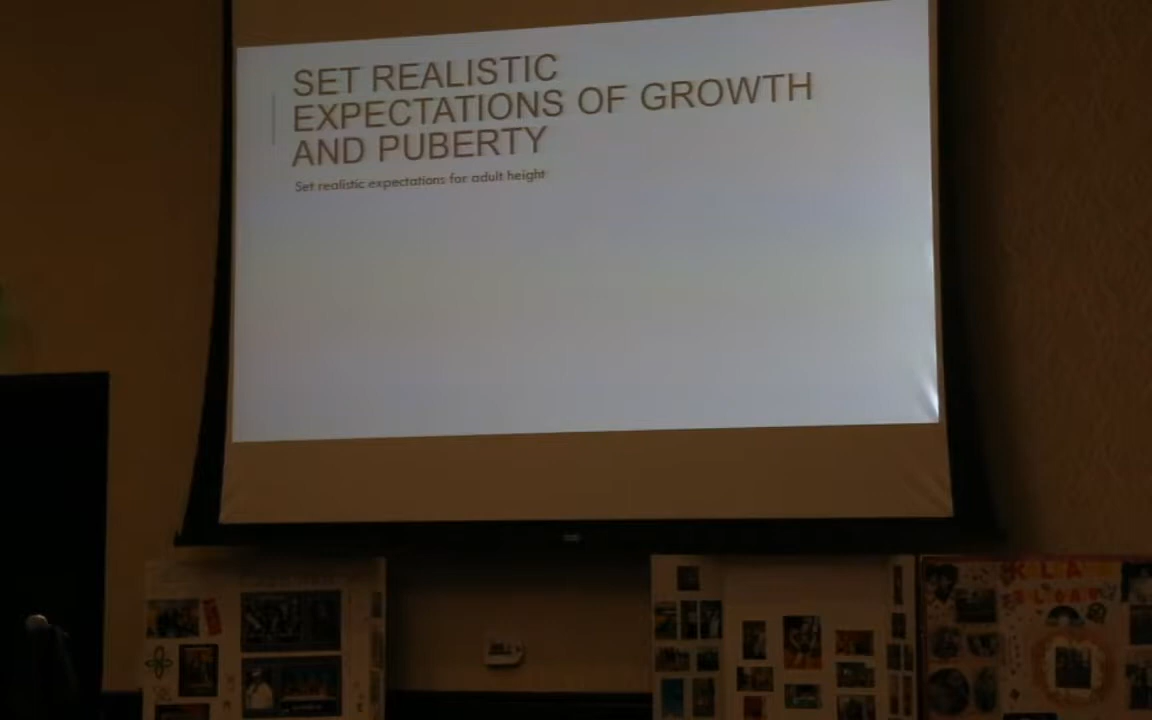 SET REALISTIC
EXPECTATIONS OF GROWTH
AND PUBERTY
Set realistic expectations for adult height